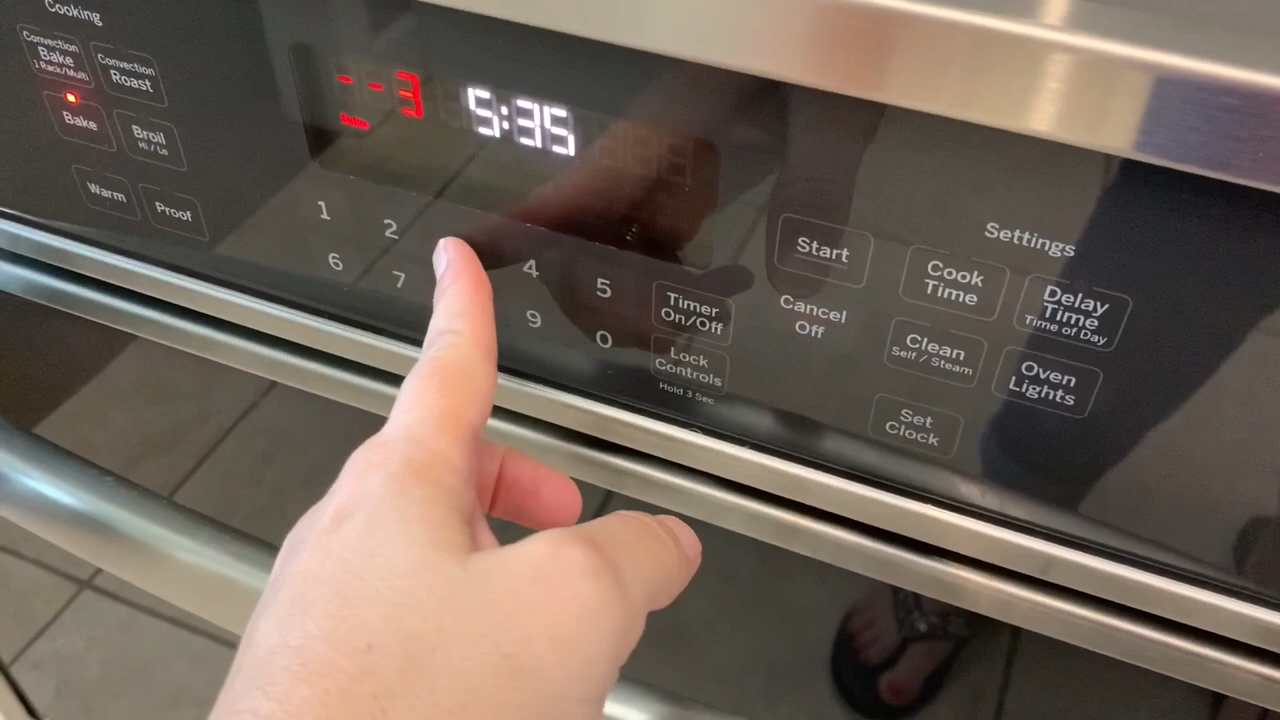 Cooking
Convection
Bake
1 Rack/Multi
Convection
Roast
Bake
Broil
Hi / Lo
Warm
Proof
--3
5:35
1
2
4
5
6
7
9
0
Timer
On/Off
Lock
Controls
Hold 3 Sec
Start
Cancel
Off
Settings
Cook
Time
Delay
Time
Time of Day
Clean
Self / Steam
Oven
Lights
Set
Clock